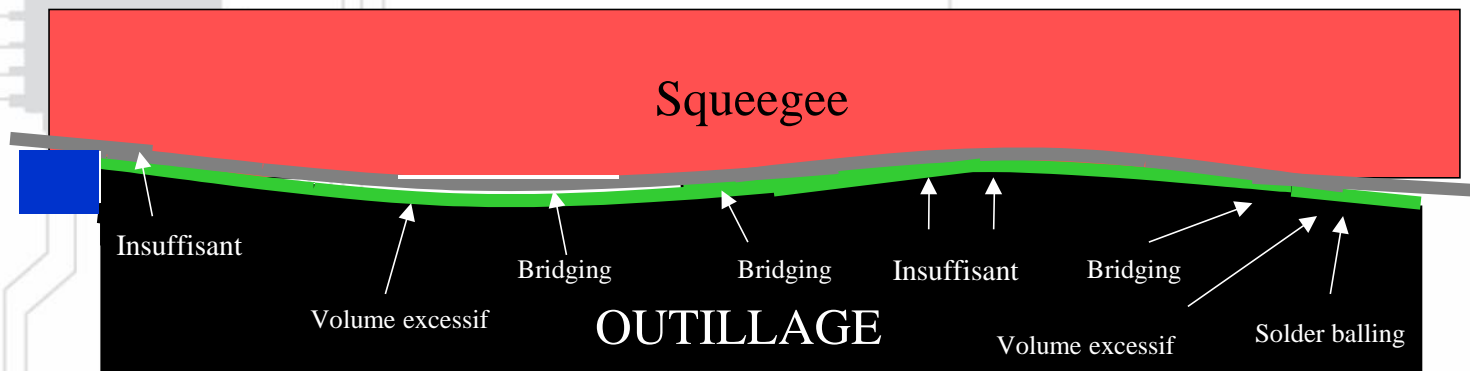 Squeegee
Insuffisant
Bridging
Bridging
Insuffisant
Bridging
Volume excessif
OUTILLAGE
Volume excessif
Solder balling